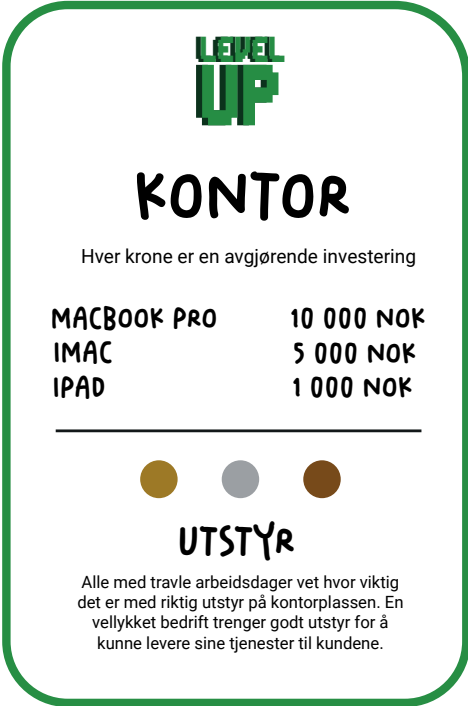 LEVEL
UP
KONTOR
Hver krone er en avgjørende investering
MACBOOK PRO 10 000 NOK
IMAC 5 000 NOK
IPAD 1 000 NOK
UTSTYR
Alle med travle arbeidsdager vet hvor viktig
det er med riktig utstyr på kontorplassen. En
vellykket bedrift trenger godt utstyr for å
kunne levere sine tjenester til kundene.